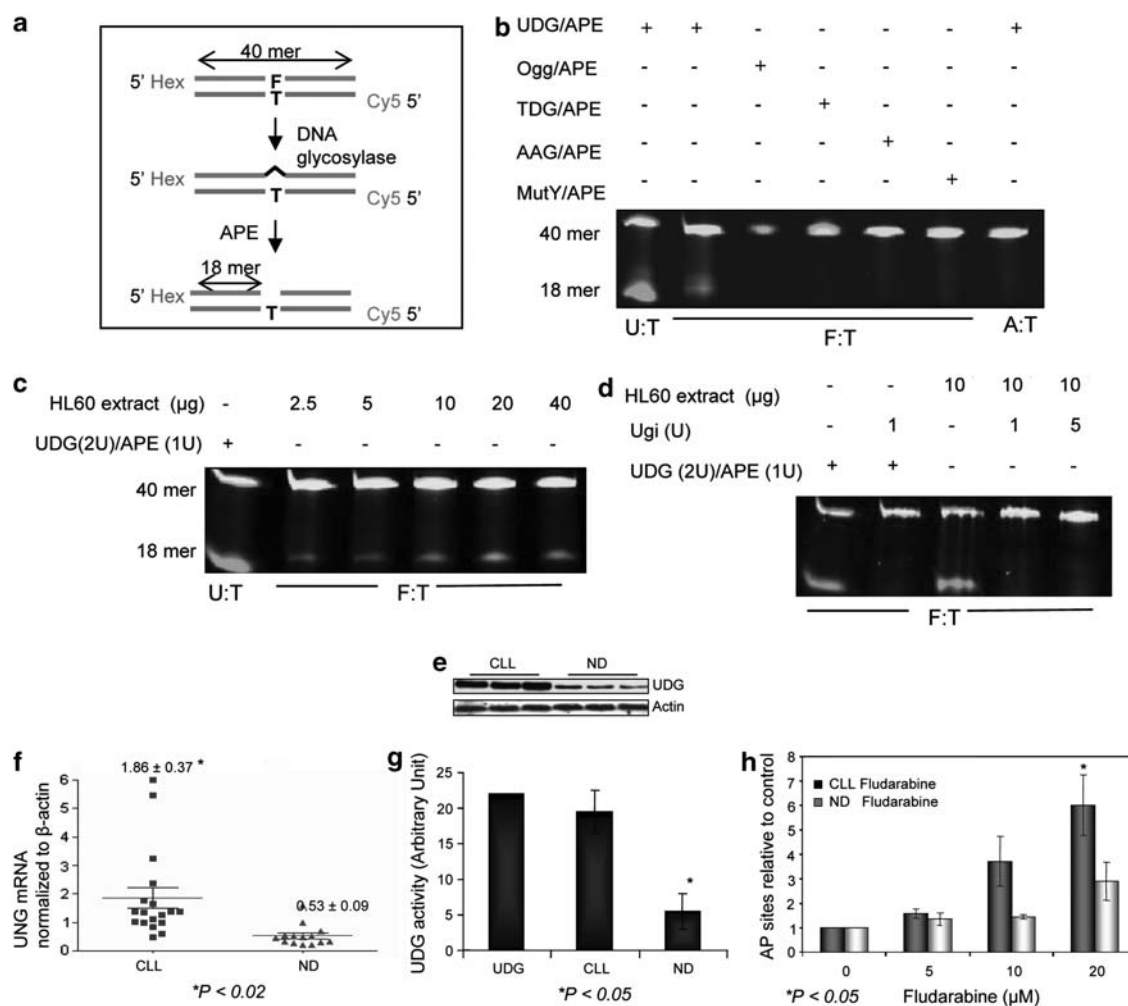 a
40 mer
5' Hex
F
T
Cy5 5'
DNA
glycosylase
5' Hex
T
Cy5 5'
APE
18 mer
5' Hex
T
Cy5 5'
b
UDG/APE + + - - - - +
Ogg/APE - - + - - - -
TDG/APE - - - + - - -
AAG/APE - - - - + - -
MutY/APE - - - - - + -
40 mer
18 mer
U:T
F:T
A:T
c
HL60 extract (µg) - 2.5 5 10 20 40
UDG(2U)/APE (1U) + - - - - -
40 mer
18 mer
U:T
F:T
d
HL60 extract (µg) - - 10 10 10
Ugi (U) - 1 - 1 5
UDG (2U)/APE (1U) + + - - -
F:T
e
CLL ND
UDG
Actin
f
1.86 ± 0.37 *
0.53 ± 0.09
UNG mRNA
normalized to β-actin
6
5
4
3
2
1
0
CLL ND
*P < 0.02
g
UDG activity (Arbitrary Unit)
25
20
15
10
5
0
*
UDG CLL ND
*P < 0.05
h
AP sites relative to control
8
7
6
5
4
3
2
1
0
CLL Fludarabine
ND Fludarabine
*
0 5 10 20
*P < 0.05
Fludarabine (µM)